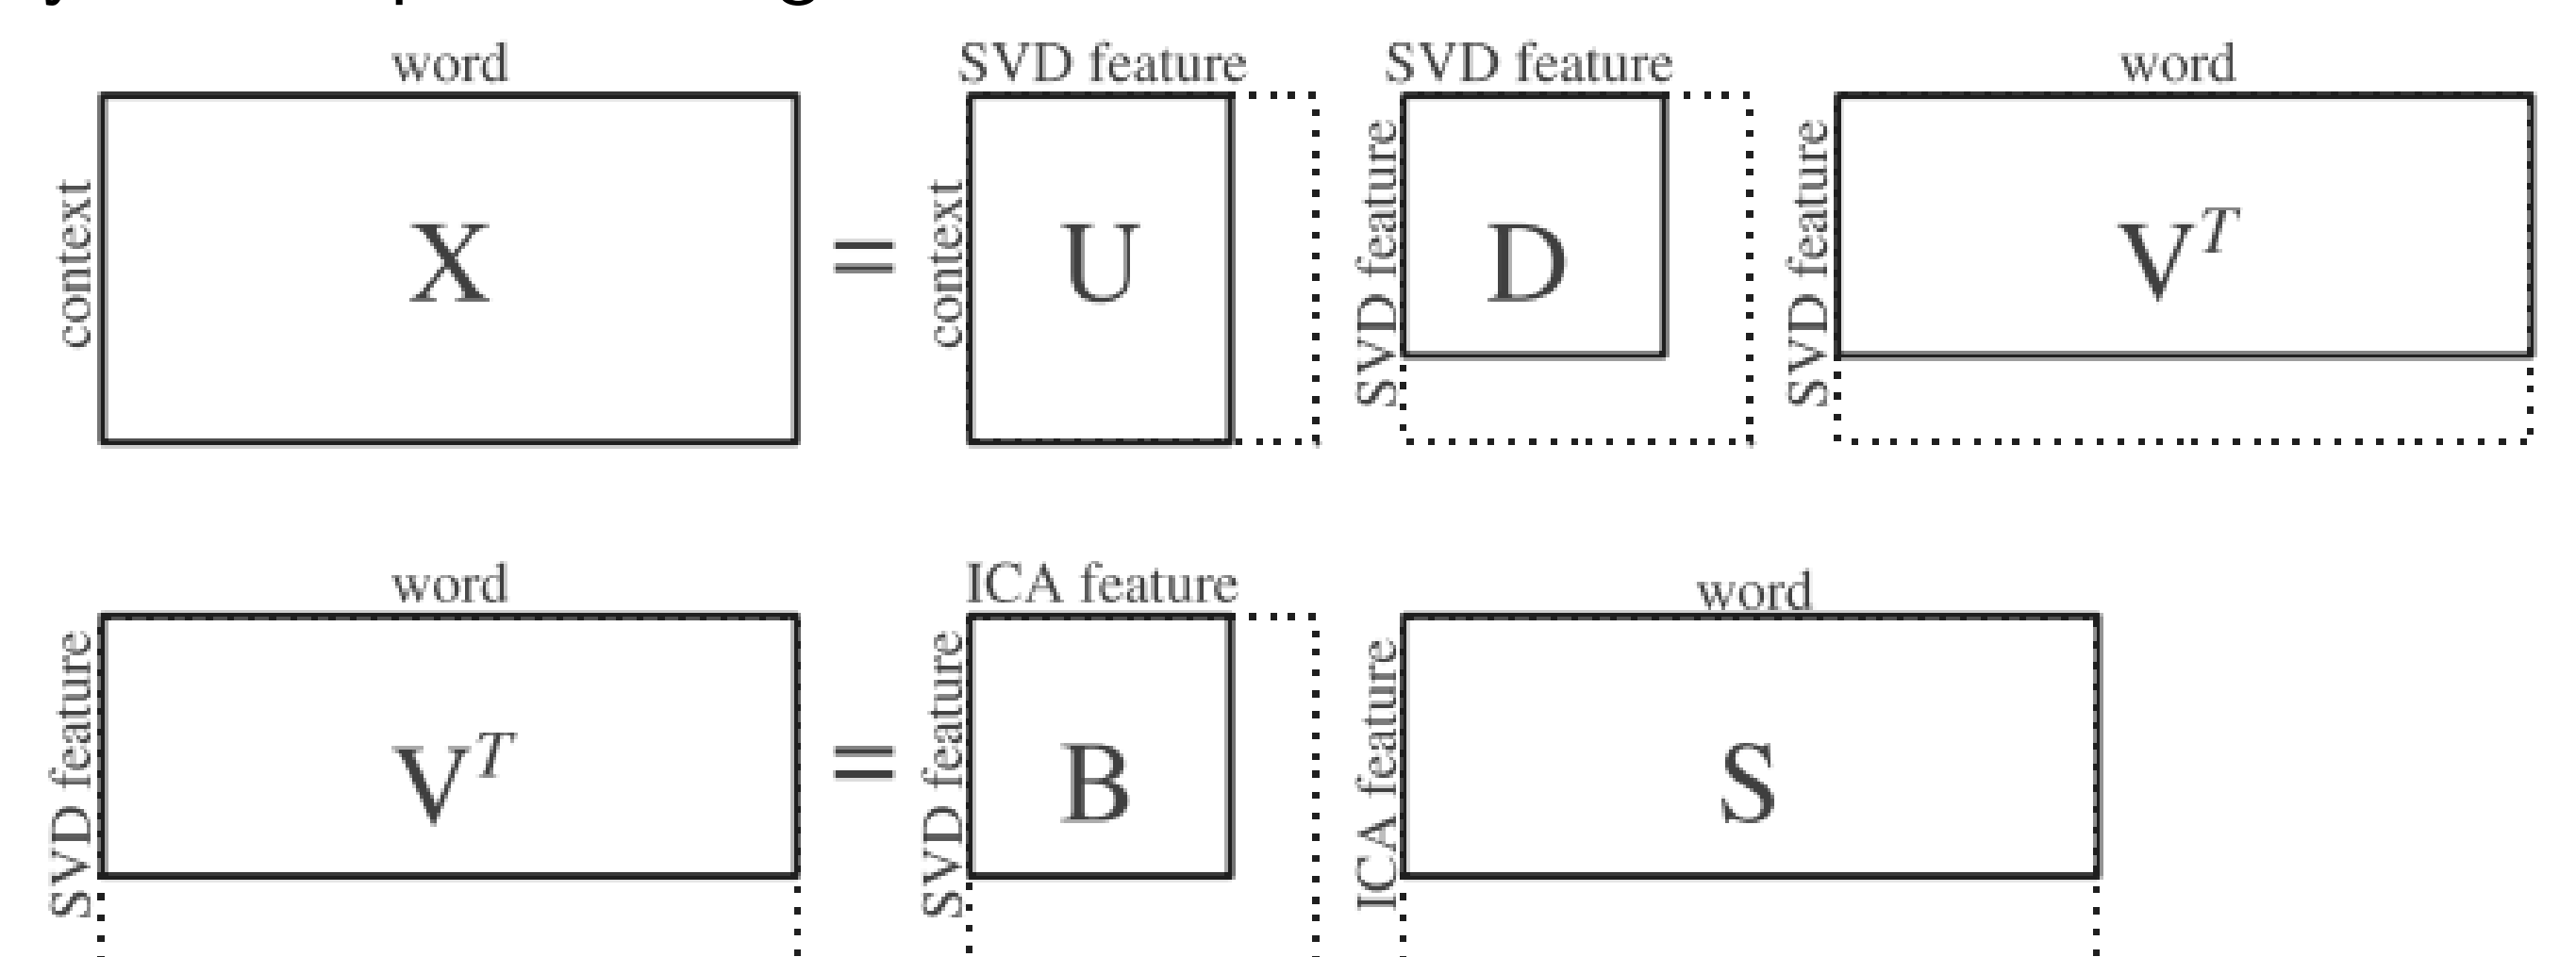 word SVD feature SVD feature word
context X = context U SVD feature D SVD feature V^T
word ICA feature word
SVD feature V^T = SVD feature B ICA feature S